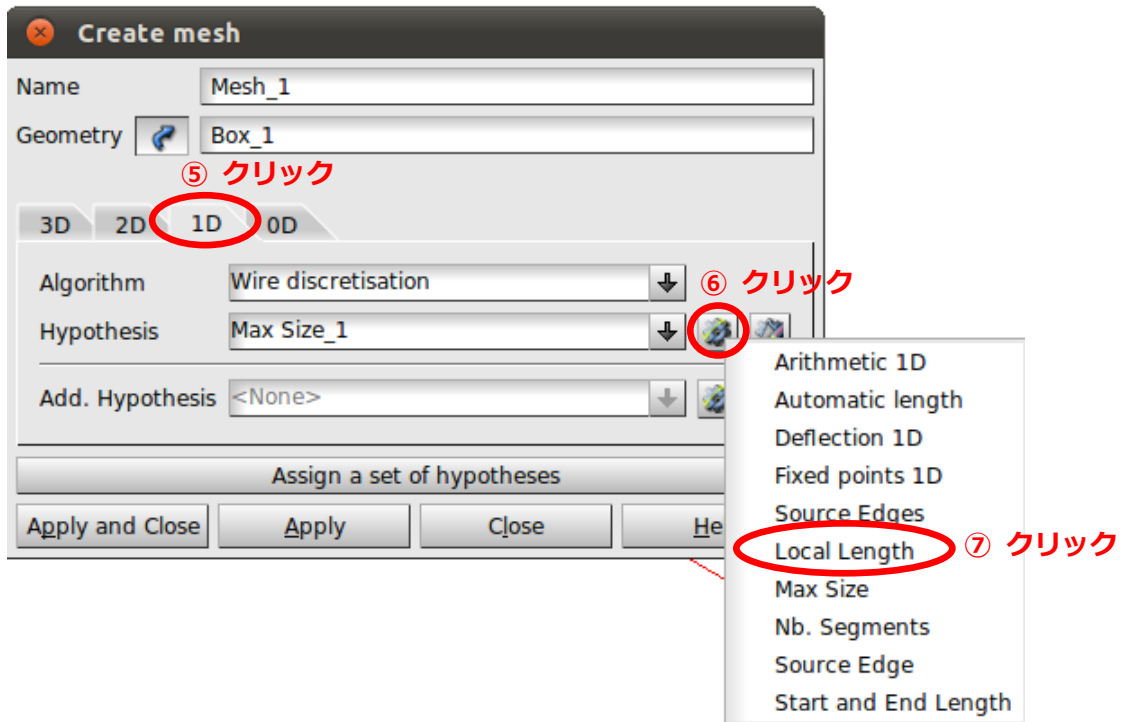 Create mesh
Name Mesh_1
Geometry Box_1
⑤ クリック
3D 2D 1D 0D
Algorithm Wire discretisation
⑥ クリック
Hypothesis Max Size_1
Add. Hypothesis <None>
Assign a set of hypotheses
Apply and Close Apply Close He
Arithmetic 1D
Automatic length
Deflection 1D
Fixed points 1D
Source Edges
Local Length
⑦ クリック
Max Size
Nb. Segments
Source Edge
Start and End Length